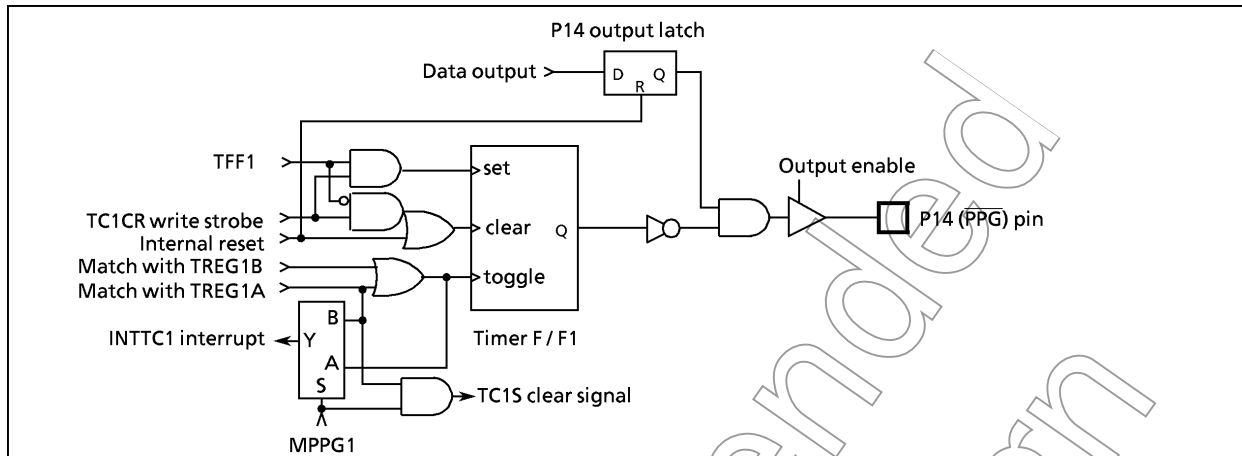 P14 output latch
Data output
D Q
R
TFF1
set
Output enable
TC1CR write strobe
clear
Q
P14 (PPG) pin
Internal reset
Match with TREG1B
toggle
Match with TREG1A
B
INTTC1 interrupt
Y
Timer F / F1
A
S
TC1S clear signal
MPPG1